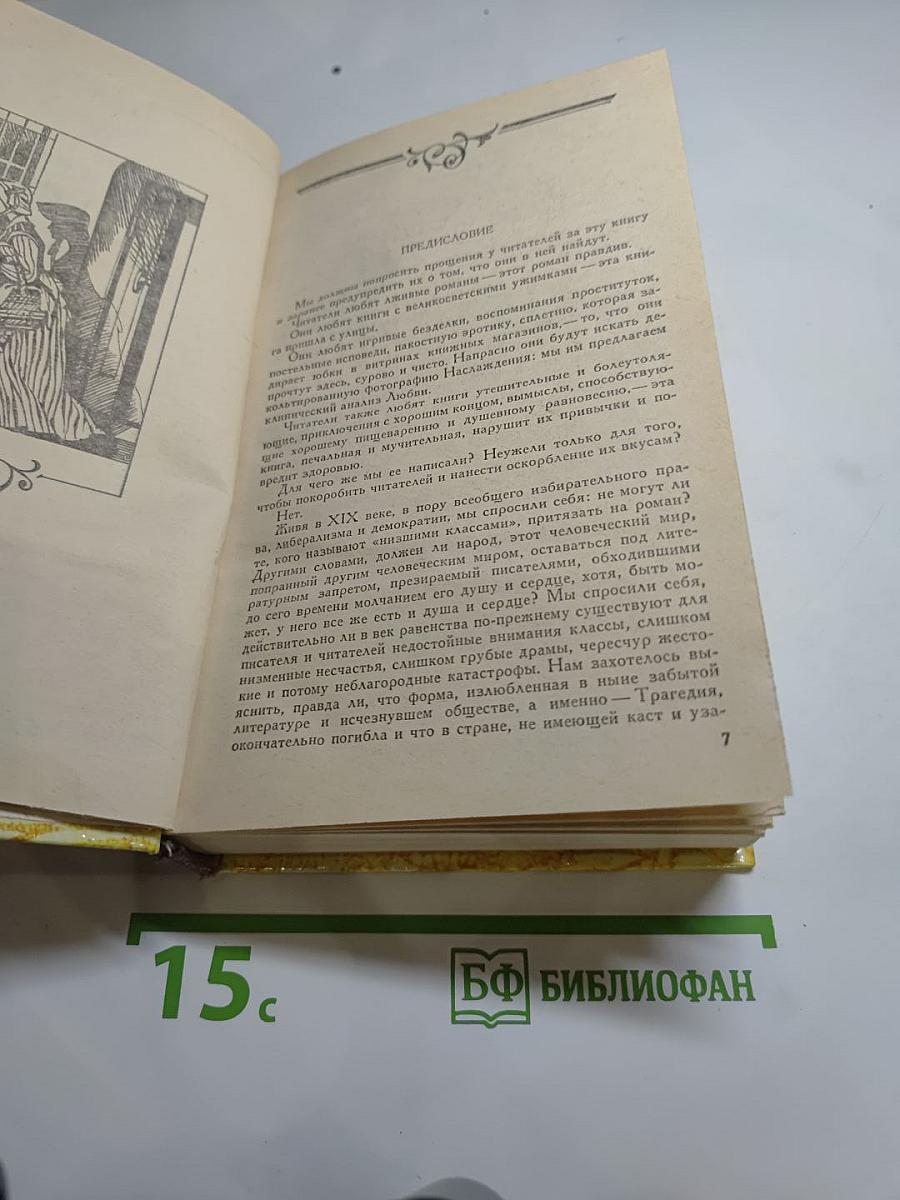 ПРЕДИСЛОВИЕ
Мы должны попросить прощения у читателей за эту книгу
и заранее предупредить их о том, что они в ней найдут.
Читатели любят лживые романы — этот роман правдив.
Они любят книги с великосветскими ужимками — эта кни-
га пришла с улицы.
Они любят игривые безделки, воспоминания проституток,
постельные исповеди, пакостную эротику, сплетню, которая за-
дирает юбки в витринах книжных магазинов,— то, что они
прочтут здесь, сурово и чисто. Напрасно они будут искать де-
кольтированную фотографию Наслаждения: мы им предлагаем
клинический анализ Любви.
Читатели также любят книги утешительные и болеутоля-
ющие, приключения с хорошим концом, вымыслы, способствую-
щие хорошему пищеварению и душевному равновесию,— эта
книга, печальная и мучительная, нарушит их привычки и по-
вредит здоровью.
Для чего же мы ее написали? Неужели только для того,
чтобы покоробить читателей и нанести оскорбление их вкусам?
Нет.
Живя в XIX веке, в пору всеобщего избирательного пра-
ва, либерализма и демократии, мы спросили себя: не могут ли
те, кого называют «низшими классами», притязать на роман?
Другими словами, должен ли народ, этот человеческий мир,
попранный другим человеческим миром, оставаться под лите-
ратурным запретом, презираемый писателями, обходившими
до сего времени молчанием его душу и сердце, хотя, быть мо-
жет, у него все же есть и душа и сердце? Мы спросили себя,
действительно ли в век равенства по-прежнему существуют для
писателя и читателей недостойные внимания классы, слишком
низменные несчастья, слишком грубые драмы, чересчур жесто-
кие и потому неблагородные катастрофы. Нам захотелось вы-
яснить, правда ли, что форма, излюбленная в ныне забытой
литературе и исчезнувшем обществе, а именно — Трагедия,
окончательно погибла и что в стране, не имеющей каст и уза-
7
15 с
БФ БИБЛИОФАН